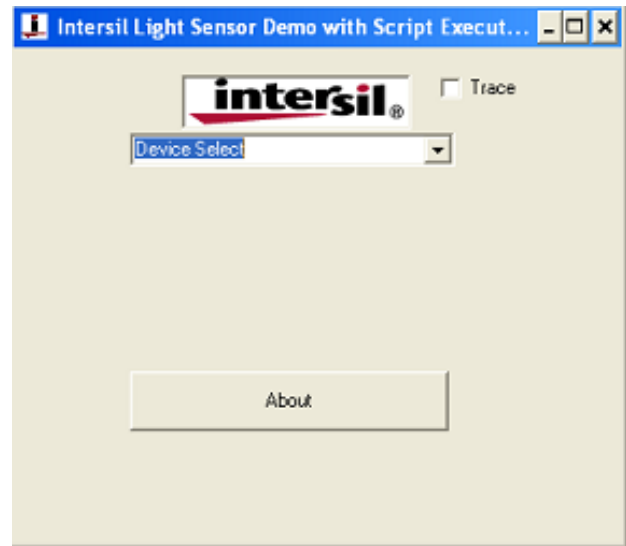 Intersil Light Sensor Demo with Script Execut...
intersil®
Trace
Device Select
About